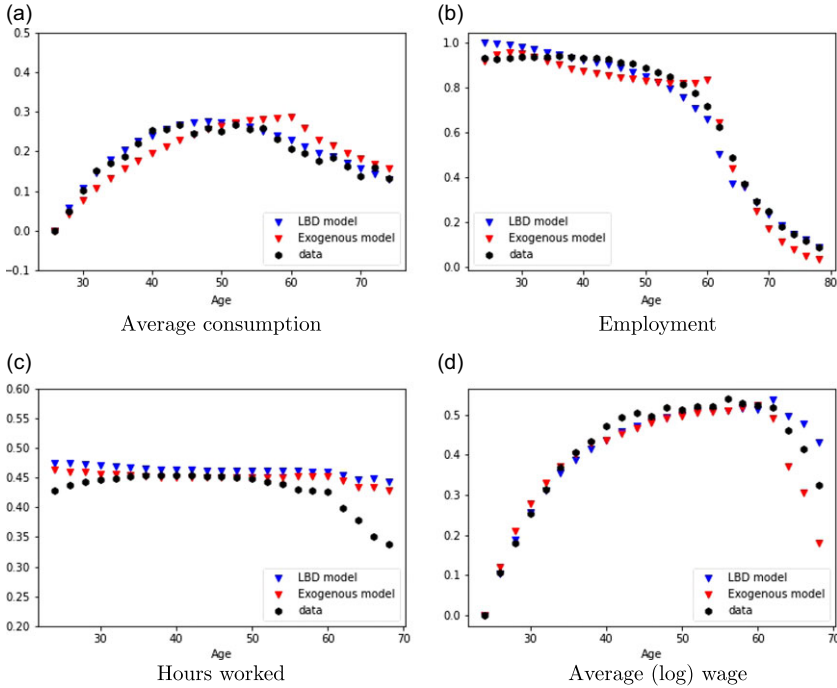 (a)
0.5
0.4
0.3
0.2
0.1
0.0
−0.1
30 40 50 60 70
Age
LBD model
Exogenous model
data
Average consumption
(b)
1.0
0.8
0.6
0.4
0.2
0.0
30 40 50 60 70 80
Age
LBD model
Exogenous model
data
Employment
(c)
0.60
0.55
0.50
0.45
0.40
0.35
0.30
0.25
0.20
30 40 50 60 70
Age
LBD model
Exogenous model
data
Hours worked
(d)
0.5
0.4
0.3
0.2
0.1
0.0
30 40 50 60 70
Age
LBD model
Exogenous model
data
Average (log) wage